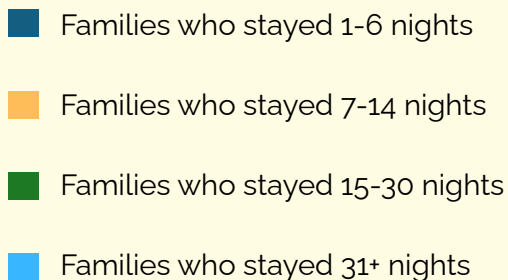 Families who stayed 1-6 nights
Families who stayed 7-14 nights
Families who stayed 15-30 nights
Families who stayed 31+ nights